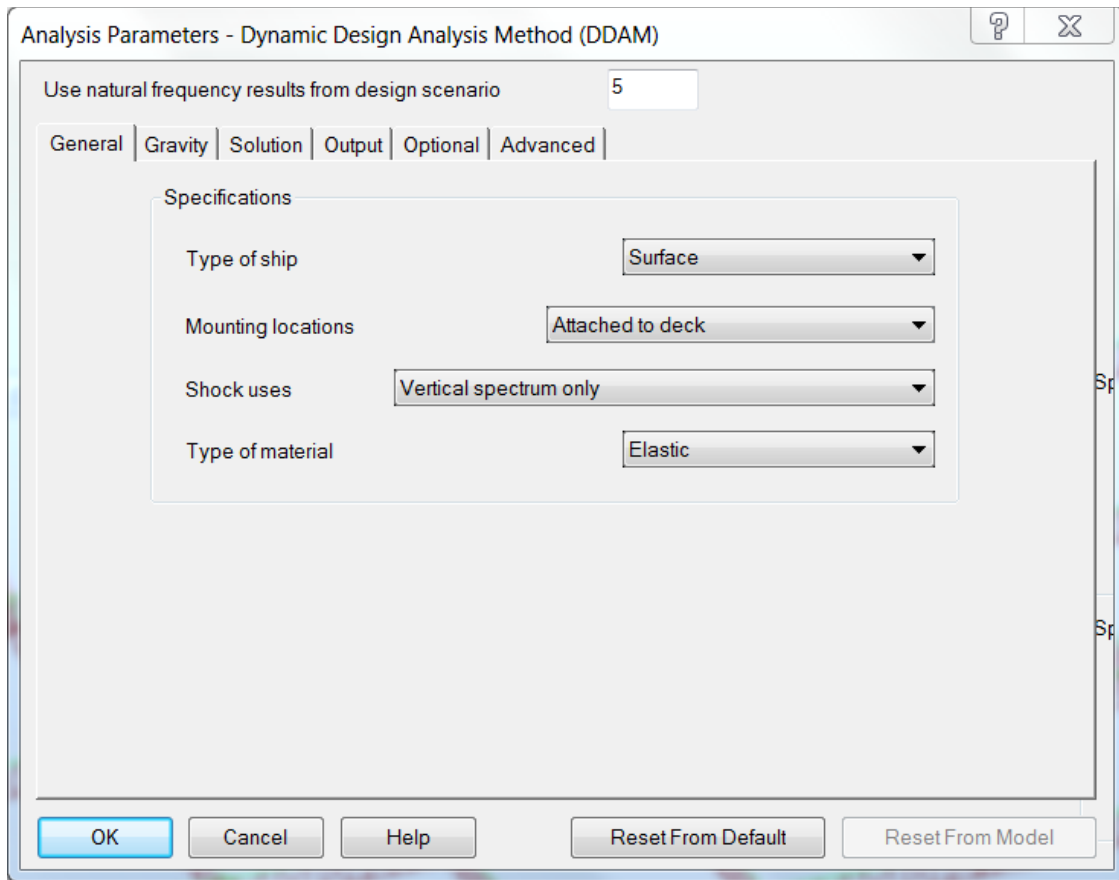 Analysis Parameters - Dynamic Design Analysis Method (DDAM)
Use natural frequency results from design scenario 5
General Gravity Solution Output Optional Advanced
Specifications
Type of ship Surface
Mounting locations Attached to deck
Shock uses Vertical spectrum only
Sp
Type of material Elastic
Sp
OK Cancel Help Reset From Default Reset From Model